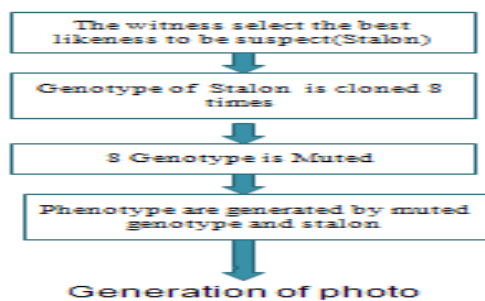 The witness select the best
likeness to be suspect(Stalon)
Genotype of Stalon is cloned 8
times
8 Genotype is Muted
Phenotype are generated by muted
genotype and stalon
Generation of photo